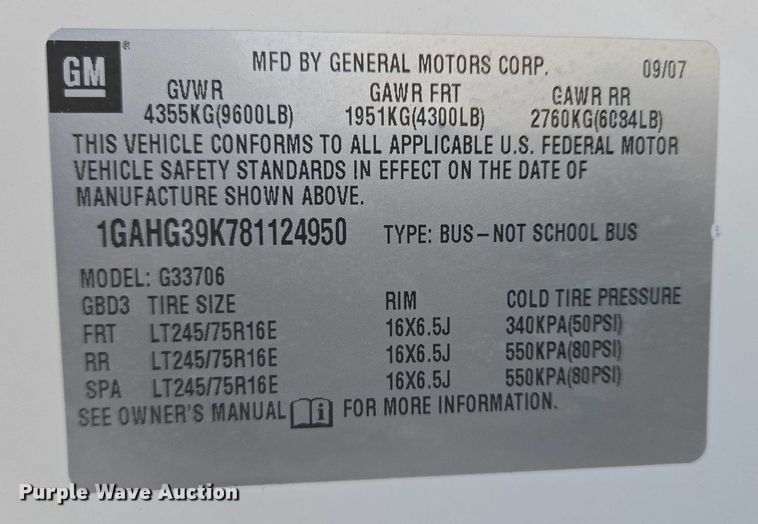 GM®
MFD BY GENERAL MOTORS CORP. 09/07
GVWR GAWR FRT GAWR RR
4355KG(9600LB) 1951KG(4300LB) 2760KG(6084LB)
THIS VEHICLE CONFORMS TO ALL APPLICABLE U.S. FEDERAL MOTOR
VEHICLE SAFETY STANDARDS IN EFFECT ON THE DATE OF
MANUFACTURE SHOWN ABOVE.
1GAHG39K781124950 TYPE: BUS-NOT SCHOOL BUS
MODEL: G33706
GBD3 TIRE SIZE RIM COLD TIRE PRESSURE
FRT LT245/75R16E 16X6.5J 340KPA(50PSI)
RR LT245/75R16E 16X6.5J 550KPA(80PSI)
SPA LT245/75R16E 16X6.5J 550KPA(80PSI)
SEE OWNER'S MANUAL i FOR MORE INFORMATION.
Purple Wave Auction